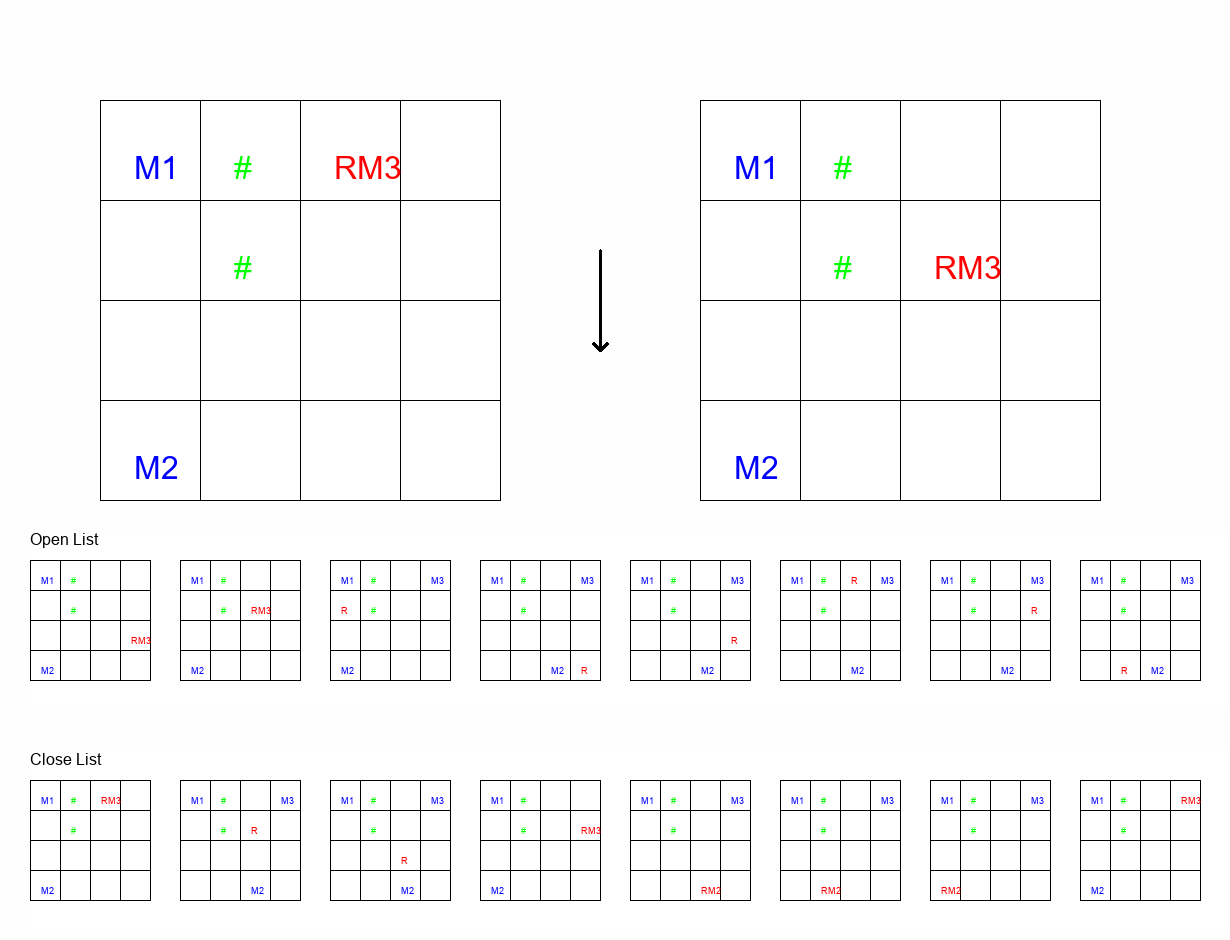 M1 # RM3 M1 #
# # RM3
M2 M2
Open List
M1 # M1 # M1 # M3 M1 # M3 M1 # M3 M1 # R M3 M1 # M3 M1 # M3
# # RM3 R # # # # # R #
RM3 R
M2 M2 M2 M2 R M2 M2 M2 R M2
Close List
M1 # RM3 M1 # M3 M1 # M3 M1 # M1 # M3 M1 # M3 M1 # M3 M1 # RM3
# # R # # RM3 # # # #
R
M2 M2 M2 M2 RM2 RM2 RM2 M2